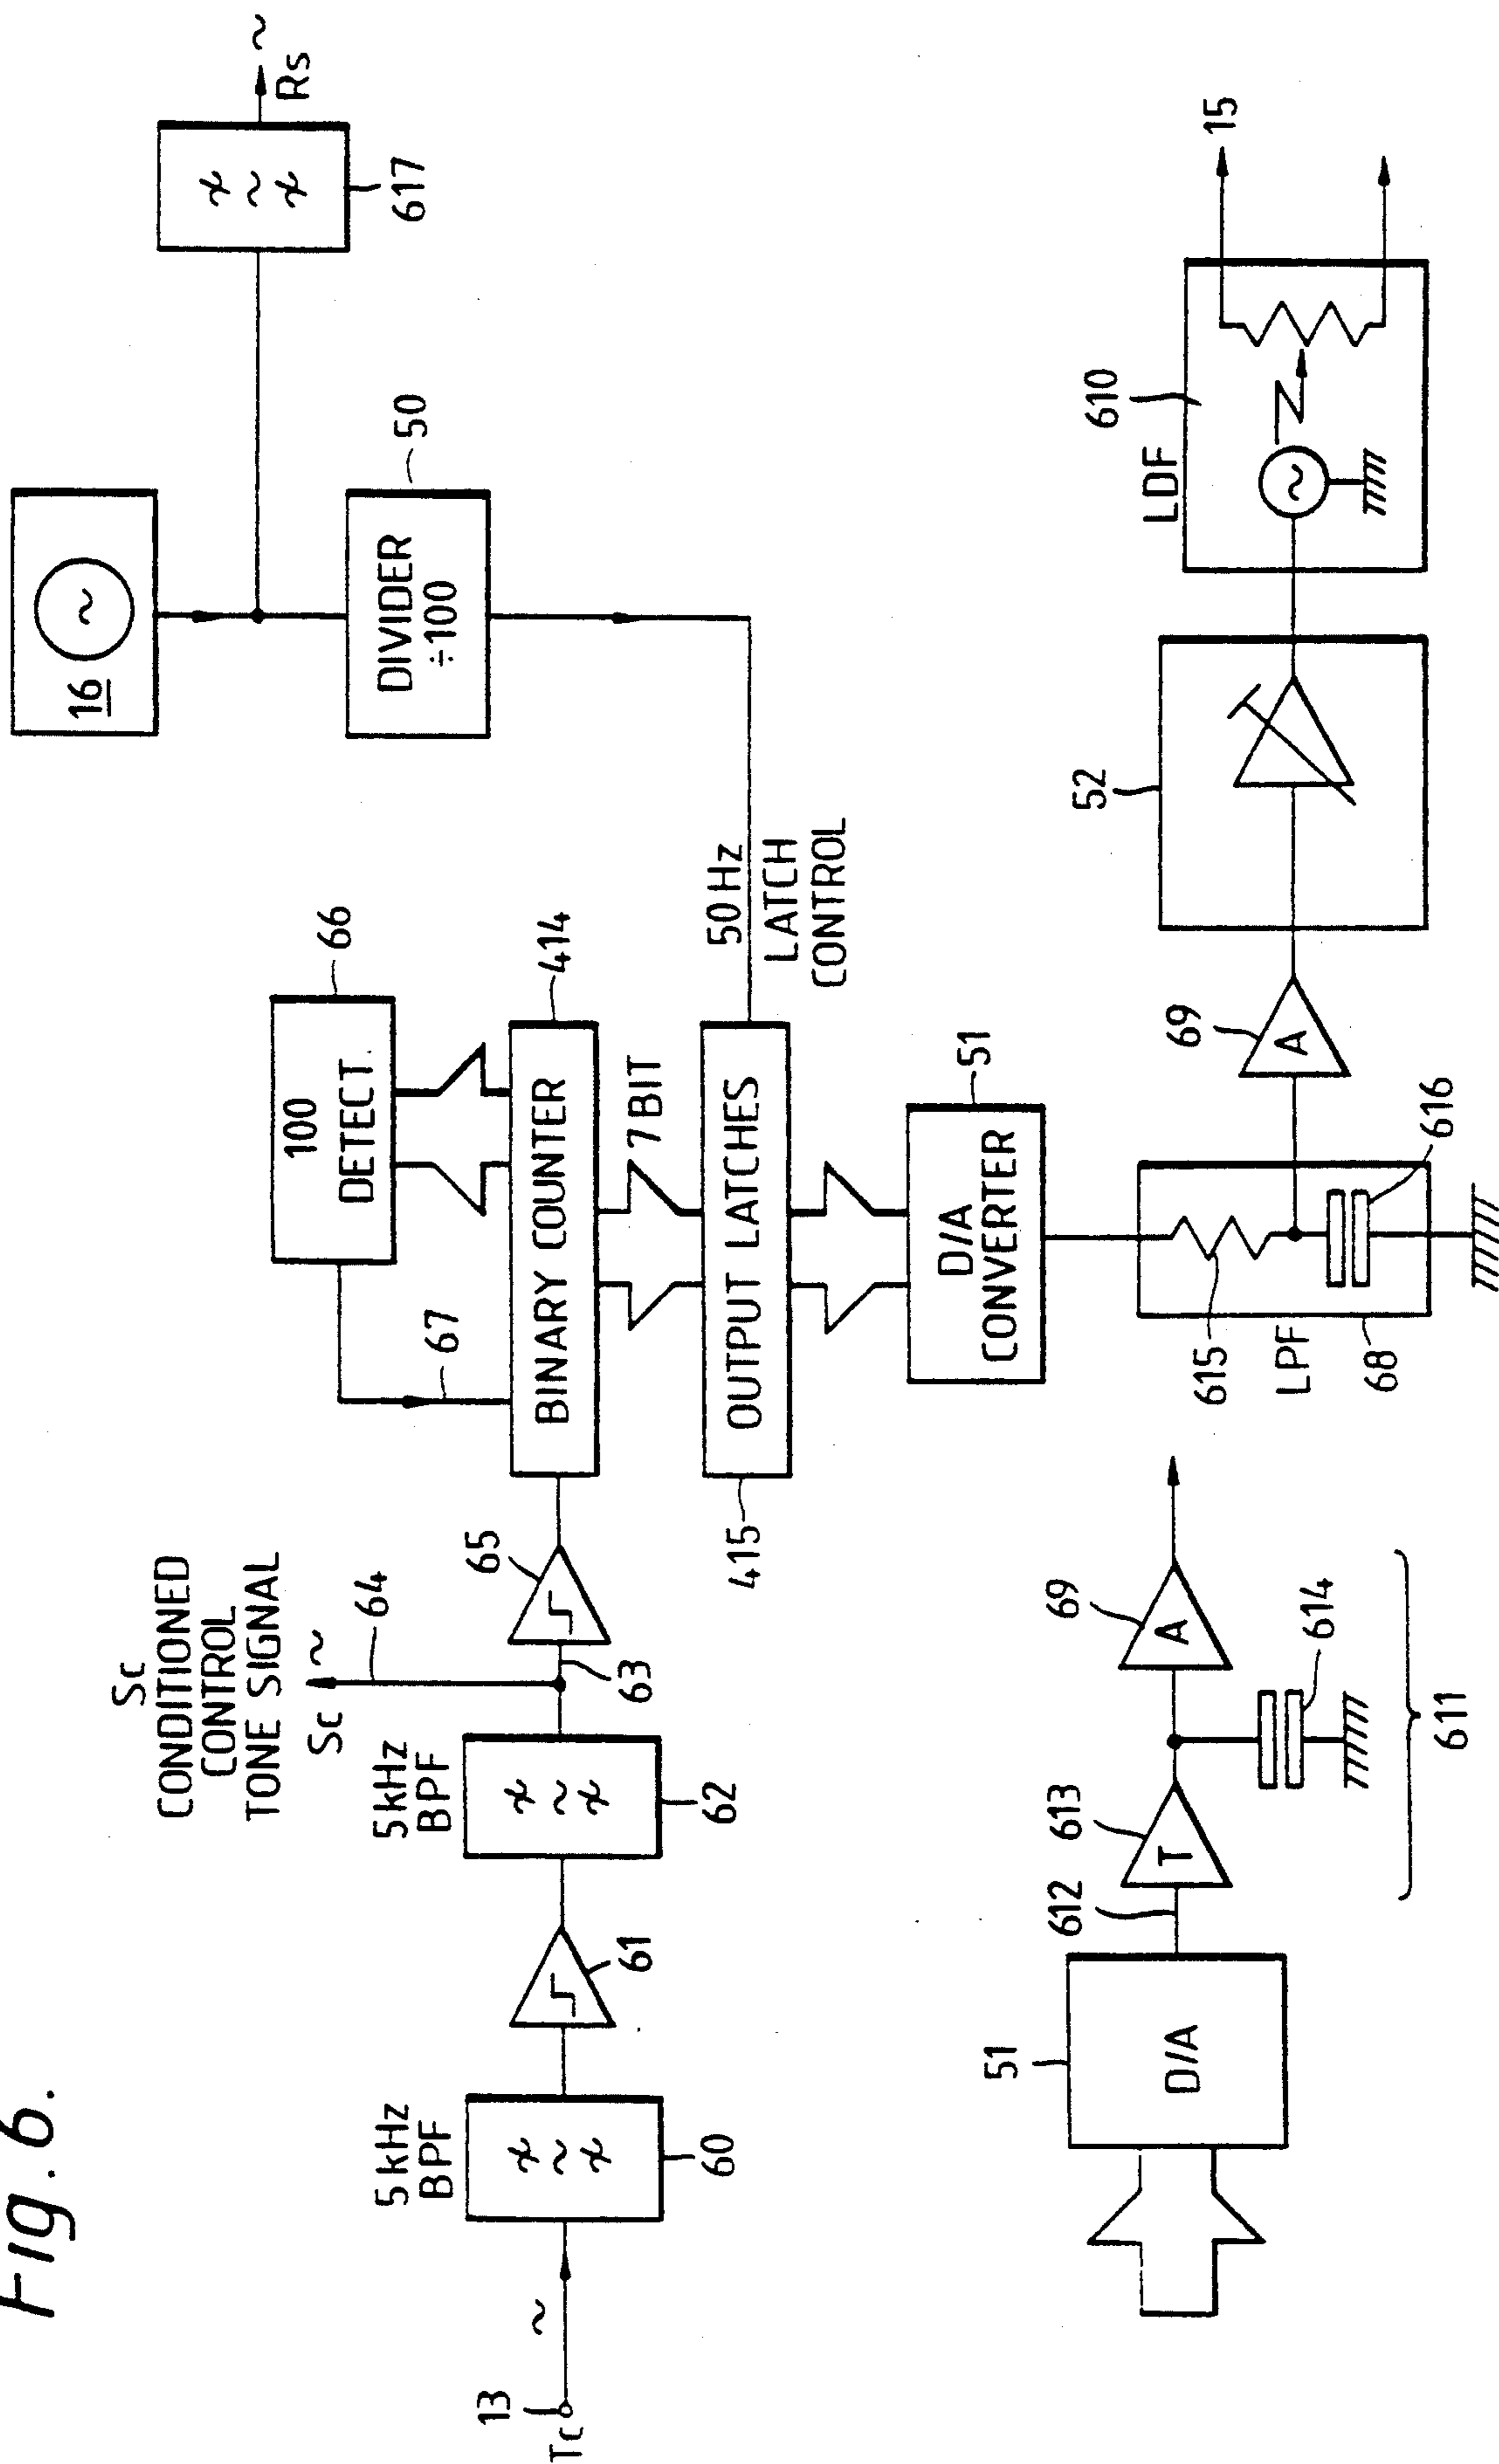 Fig. 6.
16
Rs
617
DIVIDER
÷100
50
100
DETECT.
66
67
Sc
CONDITIONED
CONTROL
TONE SIGNAL
Sc
64
13
Tc
5kHz
BPF
60
61
5kHz
BPF
62
63
65
BINARY COUNTER
414
7 BIT
OUTPUT LATCHES
415
50 Hz
LATCH
CONTROL
D/A
CONVERTER
51
615
LPF
68
616
69
A
52
LDF
610
15
51
D/A
612
613
T
69
A
614
611